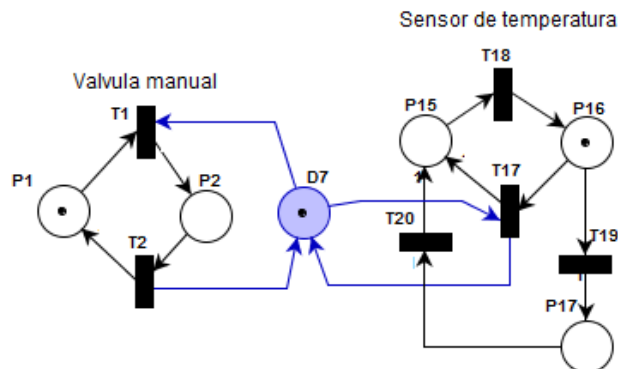 Sensor de temperatura
Valvula manual
T18
T1
P15
P16
P1
P2
D7
T17
T20
T2
T19
P17